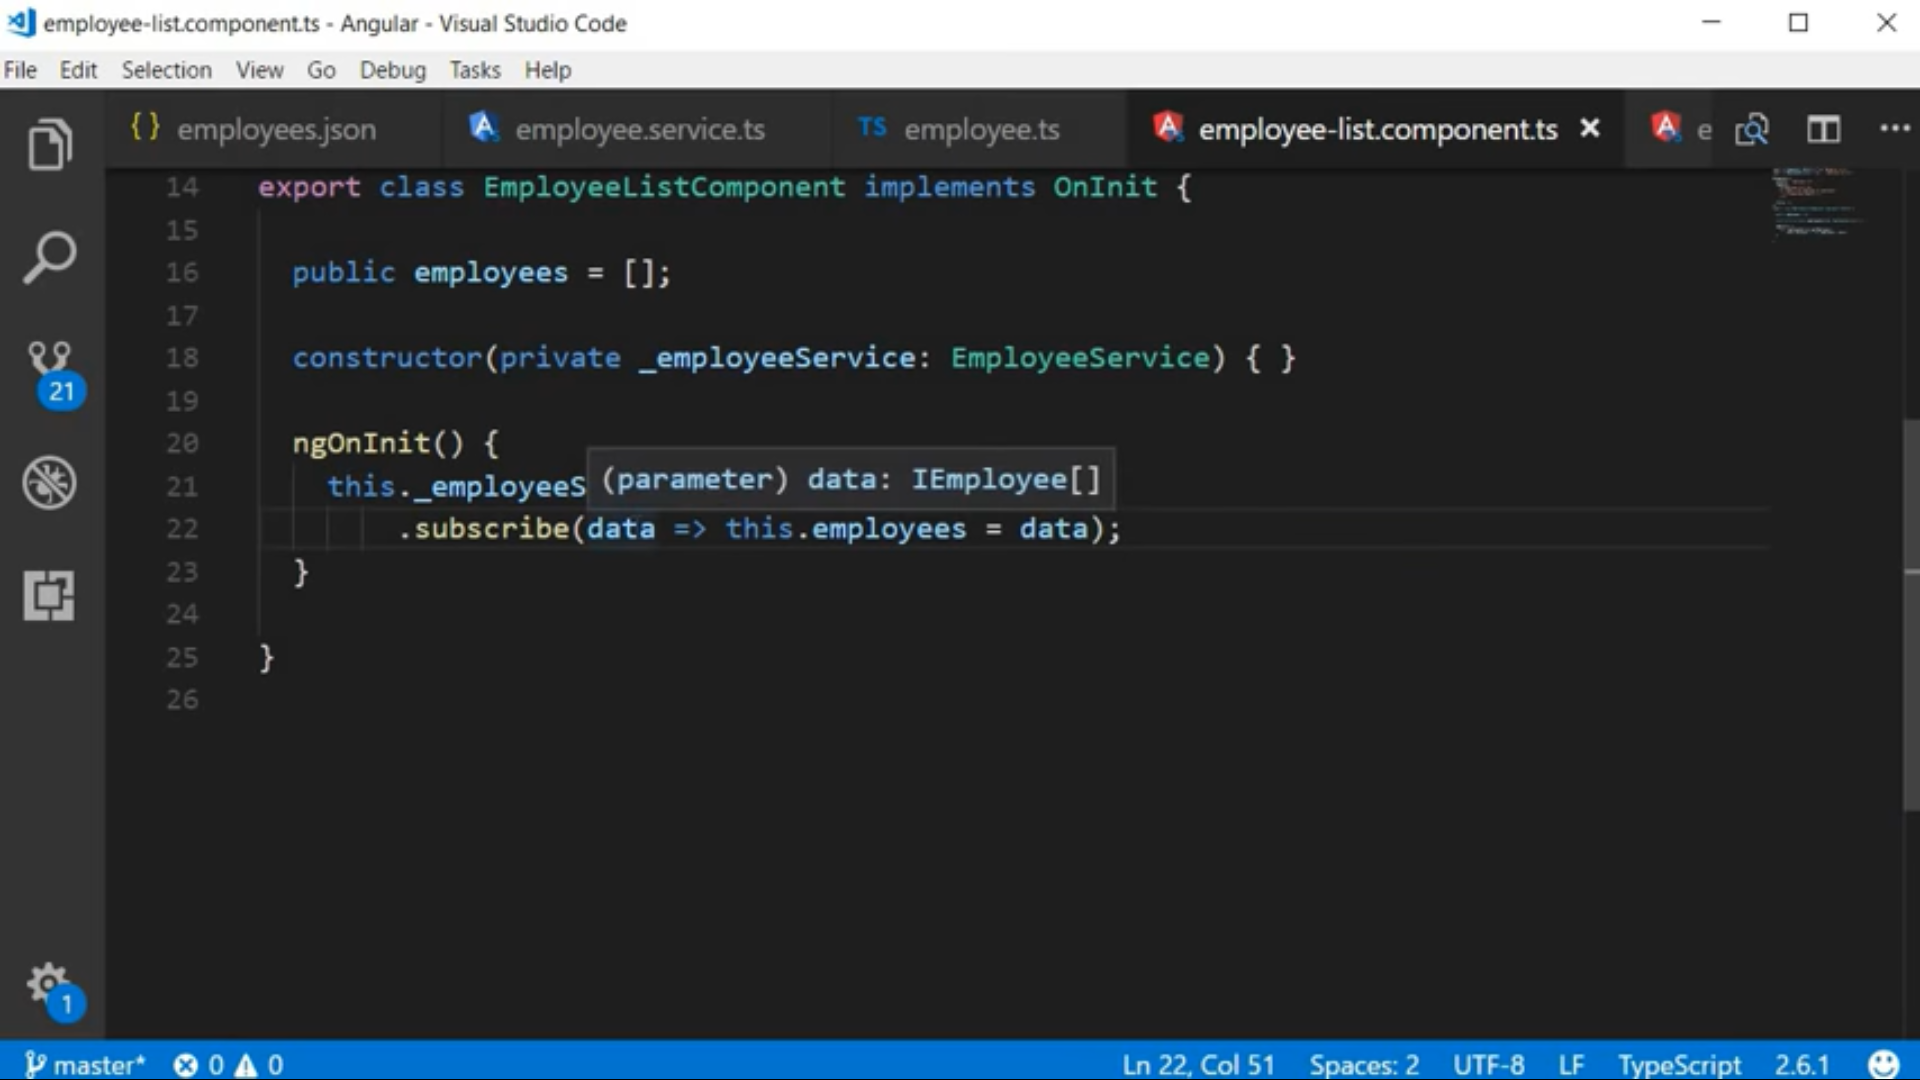 employee-list.component.ts - Angular - Visual Studio Code
File Edit Selection View Go Debug Tasks Help
{} employees.json employee.service.ts TS employee.ts employee-list.component.ts e
14 export class EmployeeListComponent implements OnInit {
15
16 public employees = [];
17
18 constructor(private _employeeService: EmployeeService) { }
19
20 ngOnInit() {
(parameter) data: IEmployee[]
21 this._employeeS
22 .subscribe(data => this.employees = data);
23 }
24
25 }
26
21
1
master* 0 0 Ln 22, Col 51 Spaces: 2 UTF-8 LF TypeScript 2.6.1